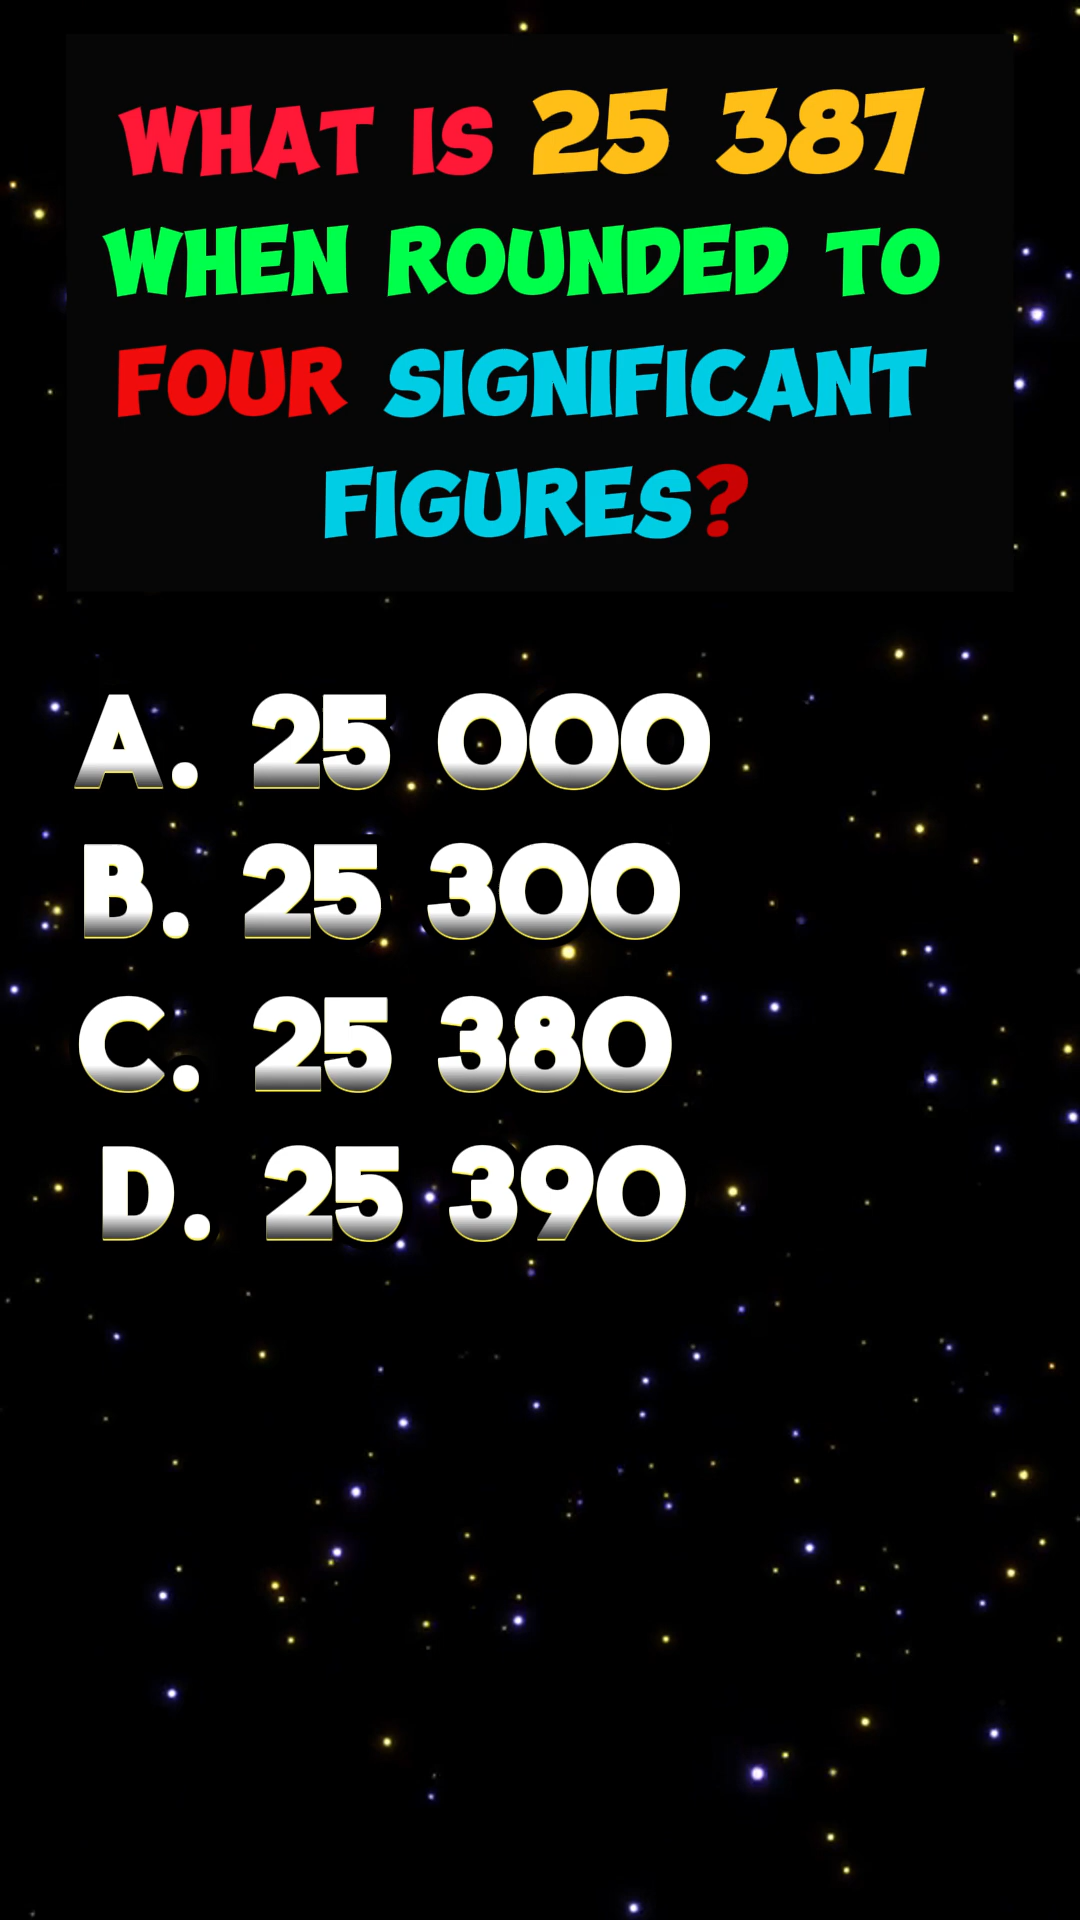 WHAT IS 25 387
WHEN ROUNDED TO
FOUR SIGNIFICANT
FIGURES?
A. 25 000
B. 25 300
C. 25 380
D. 25 390